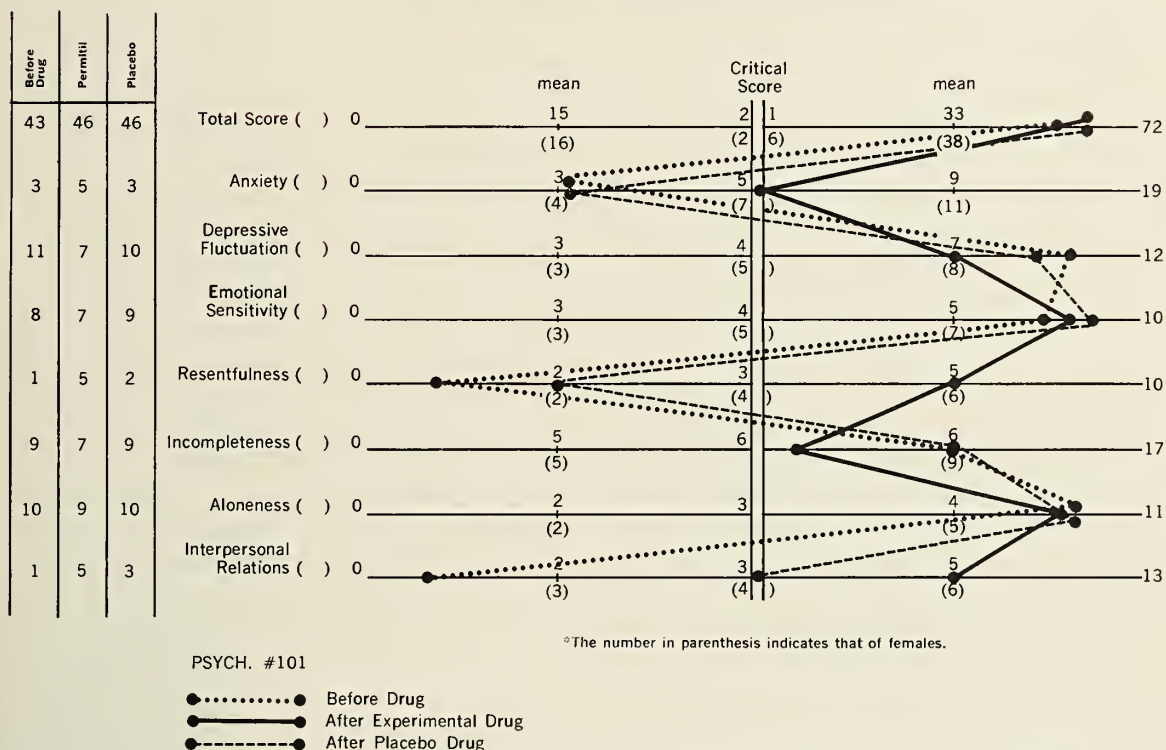 Before Drug
Permitil
Placebo
mean
Critical Score
mean
43 46 46 Total Score ( ) 0 15 2 1 33 72
(16) (2 6) (38)
3 5 3 Anxiety ( ) 0 3 5 9 19
(4) (7 ) (11)
Depressive
11 7 10 Fluctuation ( ) 0 3 4 7 12
(3) (5 ) (8)
Emotional
8 7 9 Sensitivity ( ) 0 3 4 5 10
(3) (5 ) (7)
1 5 2 Resentfulness ( ) 0 2 3 5 10
(2) (4 ) (6)
9 7 9 Incompleteness ( ) 0 5 6 6 17
(5) (9)
10 9 10 Aloneness ( ) 0 2 3 4 11
(2) (5)
Interpersonal
1 5 3 Relations ( ) 0 2 3 5 13
(3) (4 ) (6)
*The number in parenthesis indicates that of females.
PSYCH. #101
Before Drug
After Experimental Drug
After Placebo Drug